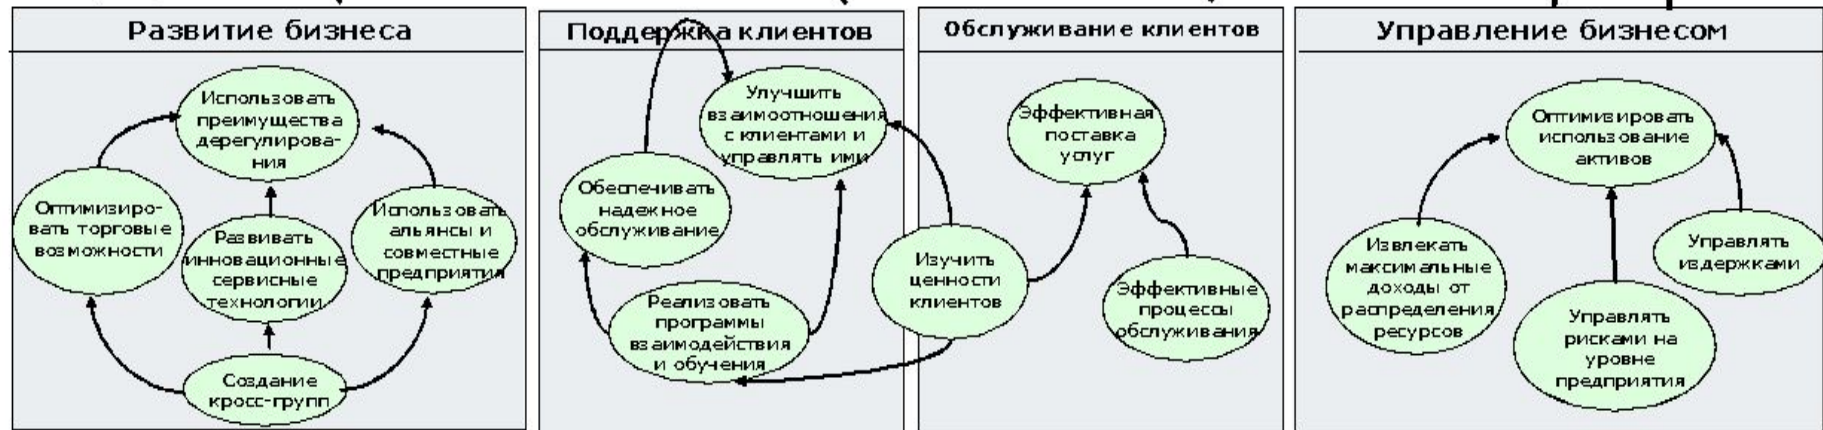 Развитие бизнеса
Использовать
преимущества
дерегулирова-
ния
Оптимизиро-
вать торговые
возможности
Развивать
инновационные
сервисные
технологии
Использовать
альянсы и
совместные
предприятия
Создание
кросс-групп
Поддержка клиентов
Улучшить
взаимоотношения
с клиентами и
управлять ими
Обеспечивать
надежное
обслуживание
Реализовать
программы
взаимодействия
и обучения
Изучить
ценности
клиентов
Обслуживание клиентов
Эффективная
поставка
услуг
Эффективные
процессы
обслуживания
Управление бизнесом
Оптимизировать
использование
активов
Извлекать
максимальные
доходы от
распределения
ресурсов
Управлять
рисками на
уровне
предприятия
Управлять
издержками